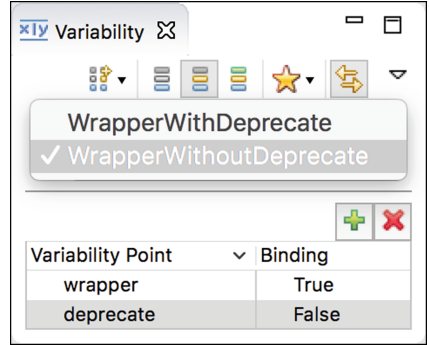 x|y Variability
WrapperWithDeprecate
✓ WrapperWithoutDeprecate
Variability Point Binding
wrapper True
deprecate False